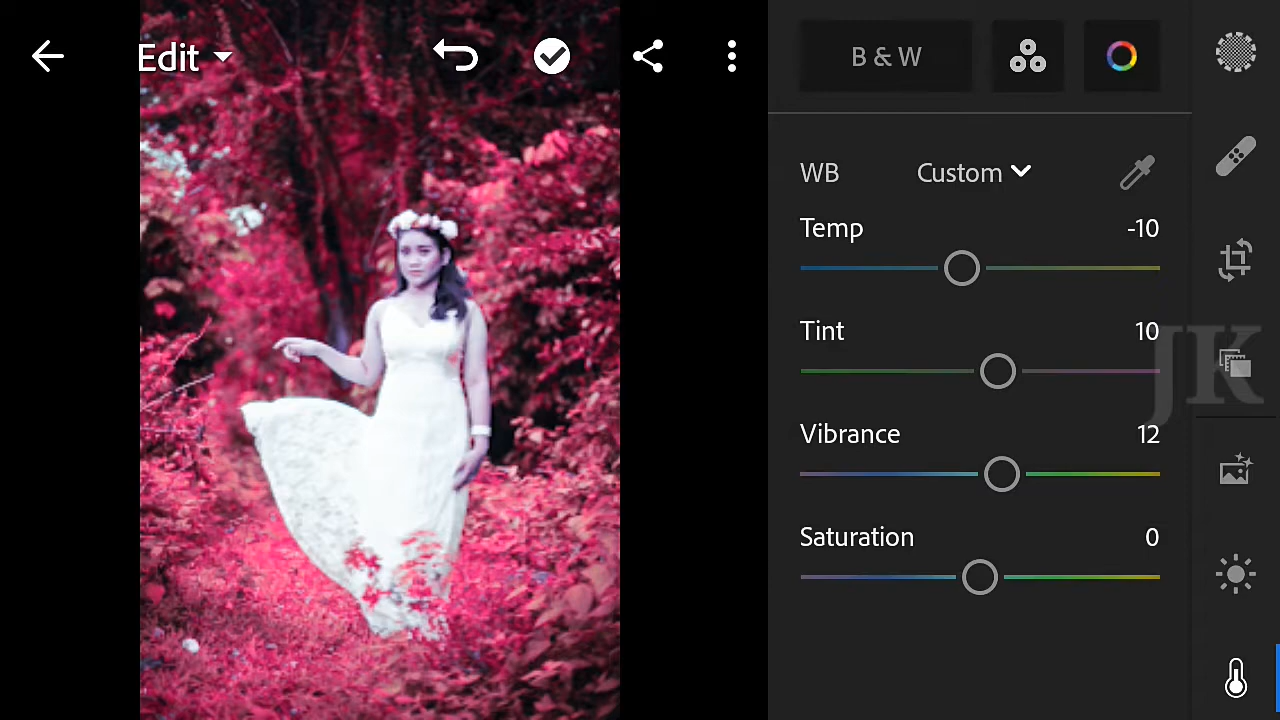 Edit
B & W
WB Custom
Temp -10
Tint 10
JK
Vibrance 12
Saturation 0